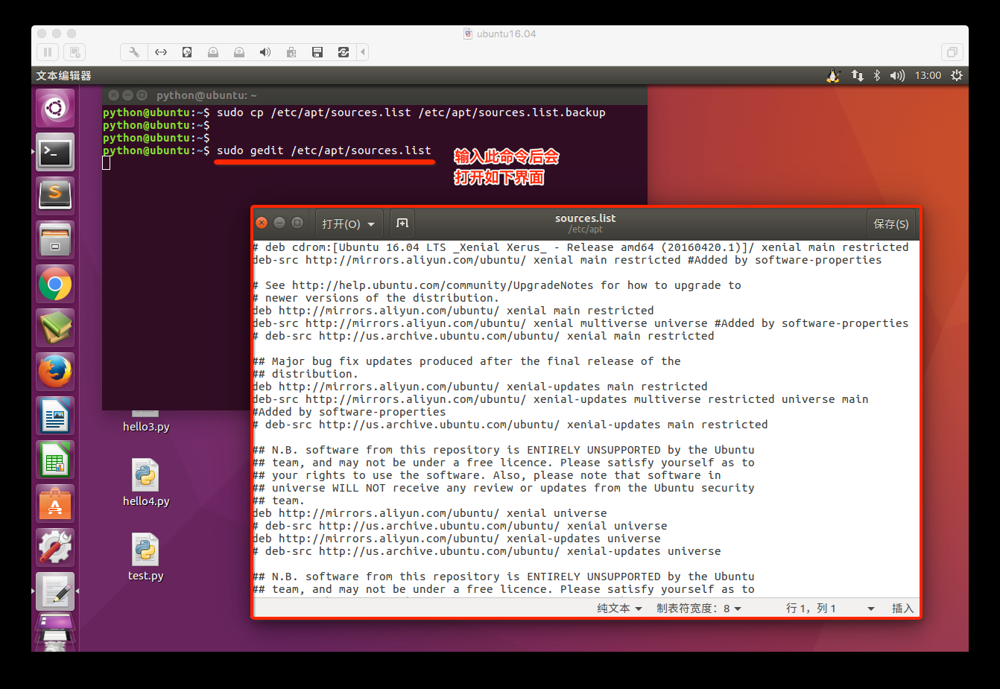 ubuntu16.04
文本编辑器
13:00
python@ubuntu: ~
python@ubuntu:~$ sudo cp /etc/apt/sources.list /etc/apt/sources.list.backup
python@ubuntu:~$
python@ubuntu:~$
python@ubuntu:~$ sudo gedit /etc/apt/sources.list
输入此命令后会
打开如下界面
打开(O)
sources.list
/etc/apt
保存(S)
# deb cdrom:[Ubuntu 16.04 LTS _Xenial Xerus_ - Release amd64 (20160420.1)]/ xenial main restricted
deb-src http://mirrors.aliyun.com/ubuntu/ xenial main restricted #Added by software-properties
# See http://help.ubuntu.com/community/UpgradeNotes for how to upgrade to
# newer versions of the distribution.
deb http://mirrors.aliyun.com/ubuntu/ xenial main restricted
deb-src http://mirrors.aliyun.com/ubuntu/ xenial multiverse universe #Added by software-properties
# deb-src http://us.archive.ubuntu.com/ubuntu/ xenial main restricted
## Major bug fix updates produced after the final release of the
## distribution.
deb http://mirrors.aliyun.com/ubuntu/ xenial-updates main restricted
deb-src http://mirrors.aliyun.com/ubuntu/ xenial-updates multiverse restricted universe main
#Added by software-properties
# deb-src http://us.archive.ubuntu.com/ubuntu/ xenial-updates main restricted
## N.B. software from this repository is ENTIRELY UNSUPPORTED by the Ubuntu
## team, and may not be under a free licence. Please satisfy yourself as to
## your rights to use the software. Also, please note that software in
## universe WILL NOT receive any review or updates from the Ubuntu security
## team.
deb http://mirrors.aliyun.com/ubuntu/ xenial universe
# deb-src http://us.archive.ubuntu.com/ubuntu/ xenial universe
deb http://mirrors.aliyun.com/ubuntu/ xenial-updates universe
# deb-src http://us.archive.ubuntu.com/ubuntu/ xenial-updates universe
## N.B. software from this repository is ENTIRELY UNSUPPORTED by the Ubuntu
## team, and may not be under a free licence. Please satisfy yourself as to
纯文本
制表符宽度：8
行 1，列 1
插入
hello3.py
hello4.py
test.py